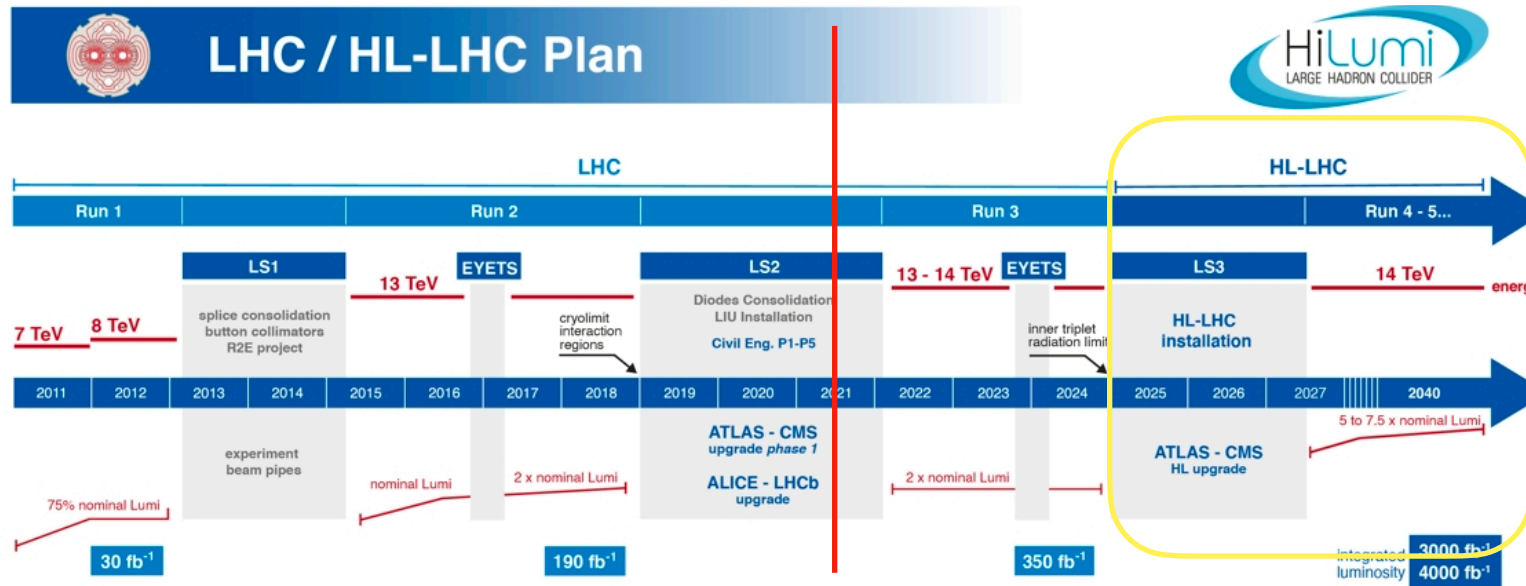 LHC / HL-LHC Plan
HiLumi
LARGE HADRON COLLIDER
LHC
HL-LHC
Run 1
Run 2
Run 3
Run 4 - 5...
LS1
EYETS
LS2
EYETS
LS3
13 TeV
13 - 14 TeV
14 TeV
energ
7 TeV
8 TeV
splice consolidation
button collimators
R2E project
cryolimit
interaction
regions
Diodes Consolidation
LIU Installation
Civil Eng. P1-P5
inner triplet
radiation limit
HL-LHC
installation
2011
2012
2013
2014
2015
2016
2017
2018
2019
2020
2021
2022
2023
2024
2025
2026
2027
2040
experiment
beam pipes
ATLAS - CMS
upgrade phase 1
ALICE - LHCb
upgrade
ATLAS - CMS
HL upgrade
5 to 7.5 x nominal Lumi
75% nominal Lumi
nominal Lumi
2 x nominal Lumi
2 x nominal Lumi
30 fb⁻¹
190 fb⁻¹
350 fb⁻¹
integrated
luminosity
3000 fb⁻¹
4000 fb⁻¹